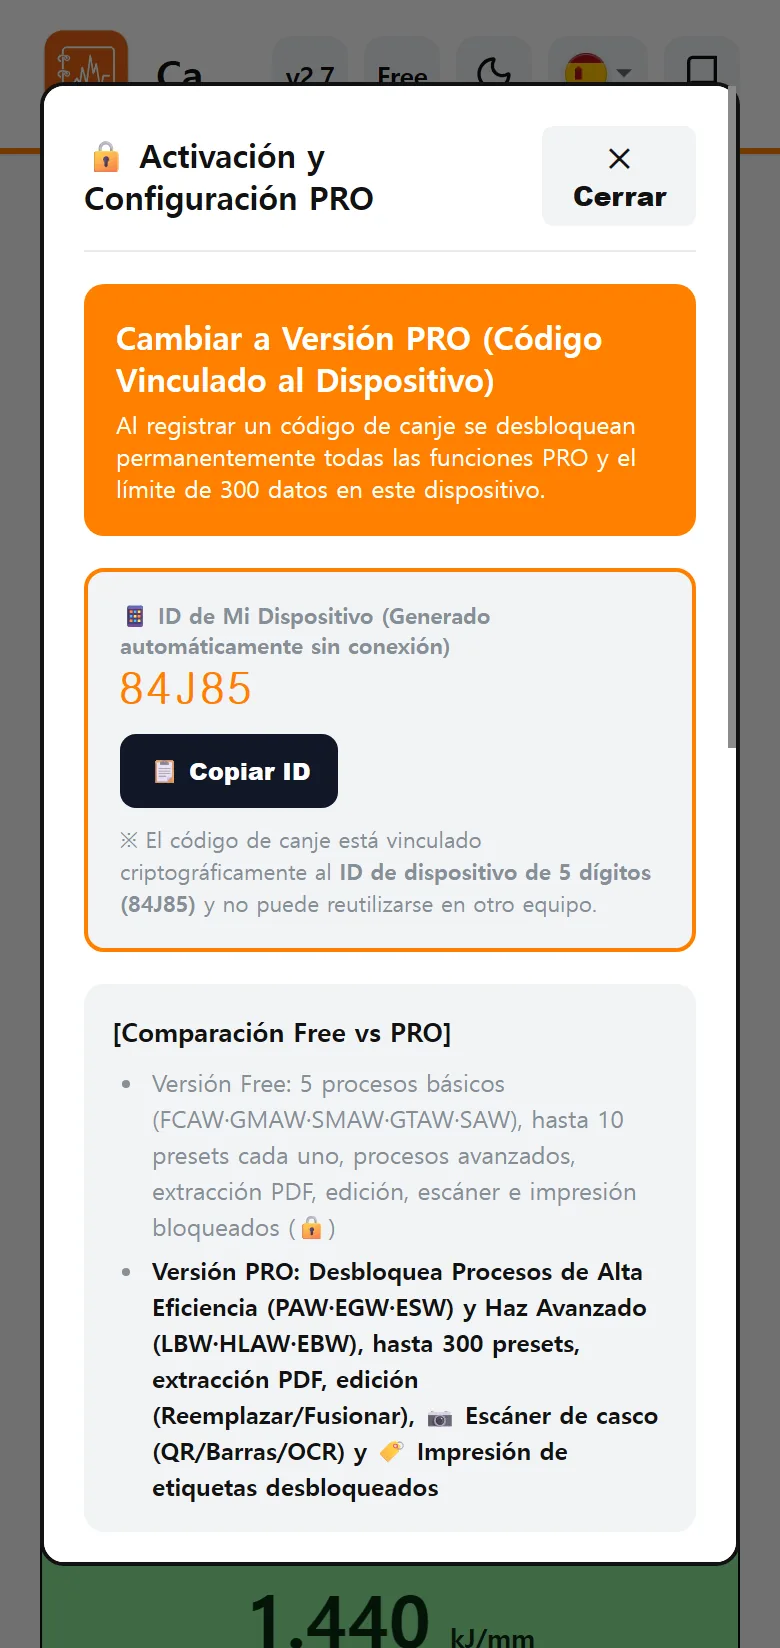 Ca
v2.7
Free
🔒 Activación y
Configuración PRO
× Cerrar
Cambiar a Versión PRO (Código
Vinculado al Dispositivo)
Al registrar un código de canje se desbloquean
permanentemente todas las funciones PRO y el
límite de 300 datos en este dispositivo.
📱 ID de Mi Dispositivo (Generado
automáticamente sin conexión)
84J85
📋 Copiar ID
※ El código de canje está vinculado
criptográficamente al ID de dispositivo de 5 dígitos
(84J85) y no puede reutilizarse en otro equipo.
[Comparación Free vs PRO]
• Versión Free: 5 procesos básicos
(FCAW·GMAW·SMAW·GTAW·SAW), hasta 10
presets cada uno, procesos avanzados,
extracción PDF, edición, escáner e impresión
bloqueados (🔒)
• Versión PRO: Desbloquea Procesos de Alta
Eficiencia (PAW·EGW·ESW) y Haz Avanzado
(LBW·HLAW·EBW), hasta 300 presets,
extracción PDF, edición
(Reemplazar/Fusionar), 📷 Escáner de casco
(QR/Barras/OCR) y 🏷️ Impresión de
etiquetas desbloqueados
1.440 kJ/mm